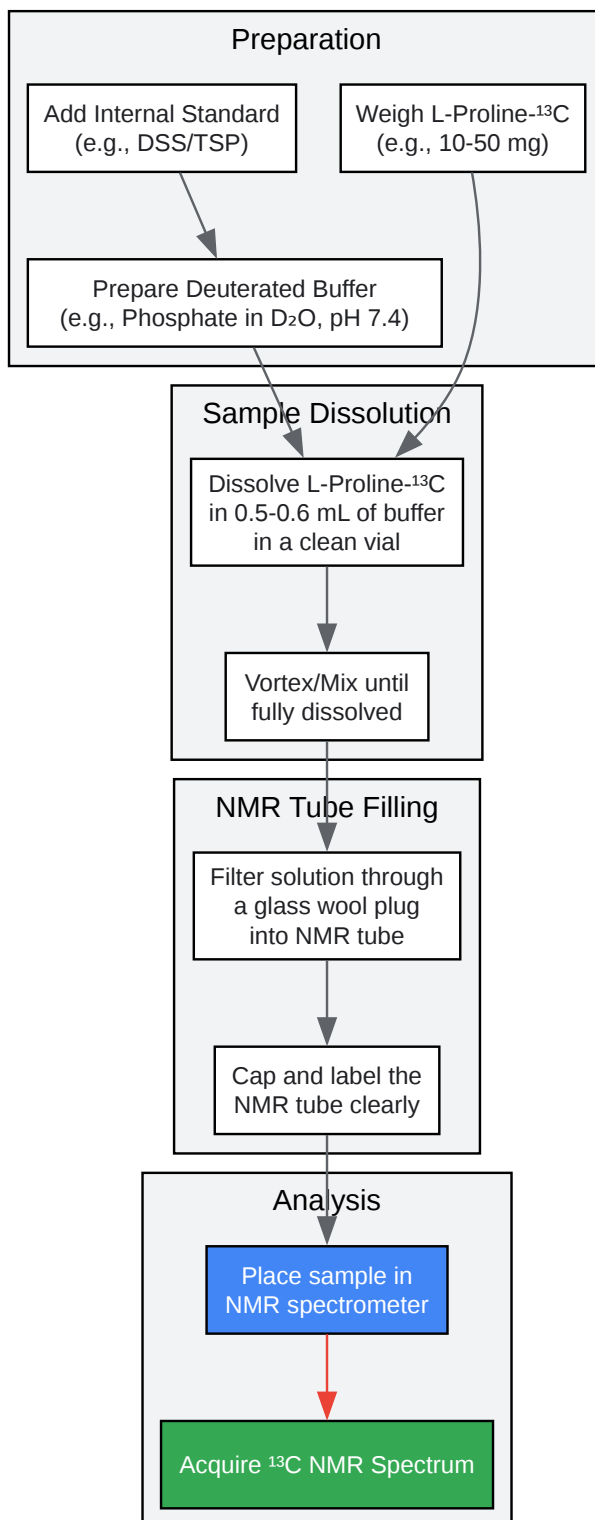 Preparation
Add Internal Standard
(e.g., DSS/TSP)
Weigh L-Proline-¹³C
(e.g., 10-50 mg)
Prepare Deuterated Buffer
(e.g., Phosphate in D₂O, pH 7.4)
Sample Dissolution
Dissolve L-Proline-¹³C
in 0.5-0.6 mL of buffer
in a clean vial
Vortex/Mix until
fully dissolved
NMR Tube Filling
Filter solution through
a glass wool plug
into NMR tube
Cap and label the
NMR tube clearly
Analysis
Place sample in
NMR spectrometer
Acquire ¹³C NMR Spectrum